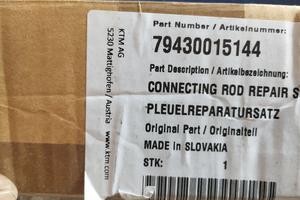 Part Number / Artikelnummer:
79430015144
Part Description / Artikelbezeichnung:
CONNECTING ROD REPAIR S
PLEUELREPARATURSATZ
Original Part / Originalteil
MADE in SLOVAKIA
STK: 1
KTM AG
5230 Mattighofen / Austria
www.ktm.com